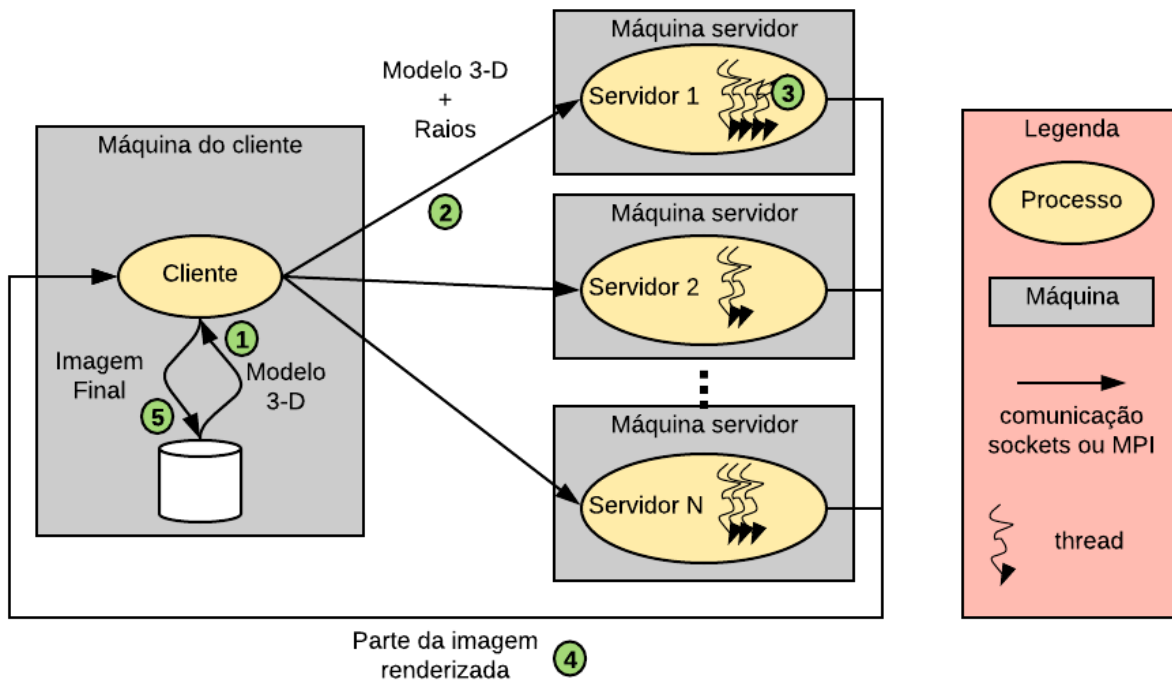 Máquina do cliente
Cliente
1
Imagem
Final
Modelo
3-D
5
Modelo 3-D
+
Raios
2
Máquina servidor
Servidor 1
3
Máquina servidor
Servidor 2
Máquina servidor
Servidor N
Parte da imagem
renderizada
4
Legenda
Processo
Máquina
comunicação
sockets ou MPI
thread